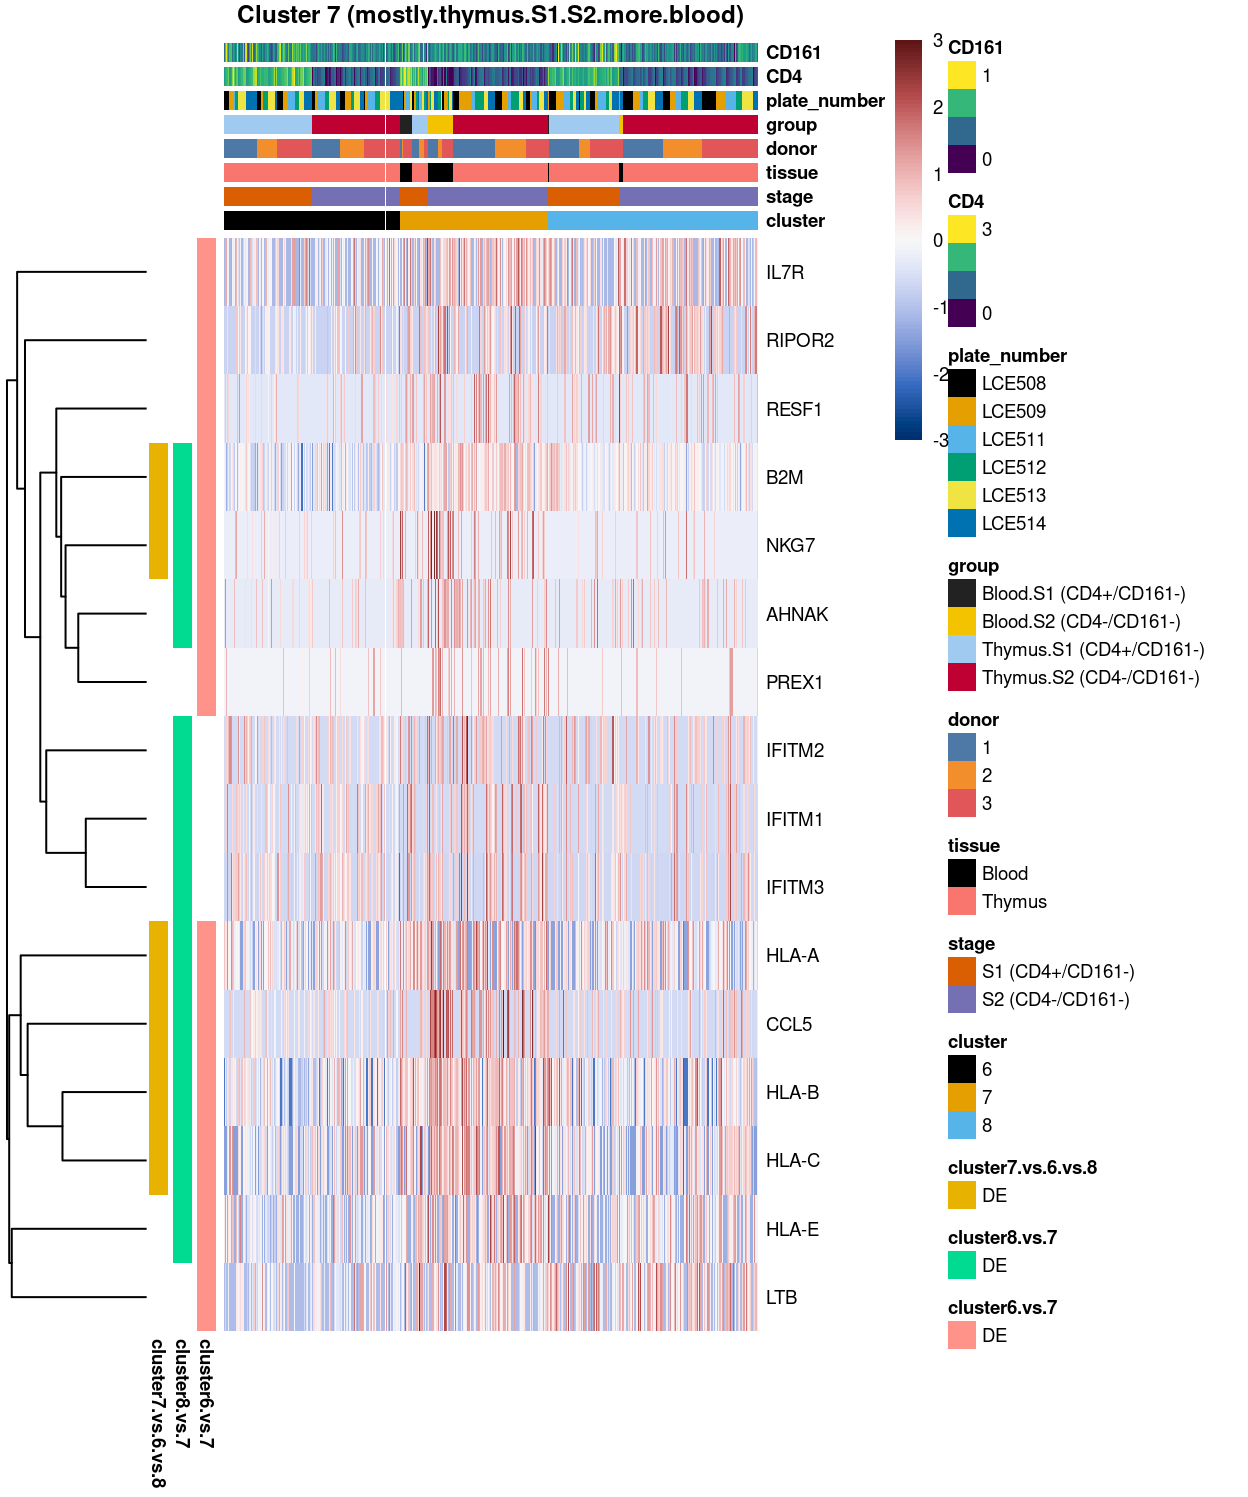 Cluster 7 (mostly.thymus.S1.S2.more.blood)
CD161
CD4
plate_number
group
donor
tissue
stage
cluster
IL7R
RIPOR2
RESF1
B2M
NKG7
AHNAK
PREX1
IFITM2
IFITM1
IFITM3
HLA-A
CCL5
HLA-B
HLA-C
HLA-E
LTB
cluster7.vs.6.vs.8
cluster8.vs.7
cluster6.vs.7
3
2
1
0
-1
-2
-3
CD161
1
0
CD4
3
0
plate_number
LCE508
LCE509
LCE511
LCE512
LCE513
LCE514
group
Blood.S1 (CD4+/CD161-)
Blood.S2 (CD4-/CD161-)
Thymus.S1 (CD4+/CD161-)
Thymus.S2 (CD4-/CD161-)
donor
1
2
3
tissue
Blood
Thymus
stage
S1 (CD4+/CD161-)
S2 (CD4-/CD161-)
cluster
6
7
8
cluster7.vs.6.vs.8
DE
cluster8.vs.7
DE
cluster6.vs.7
DE